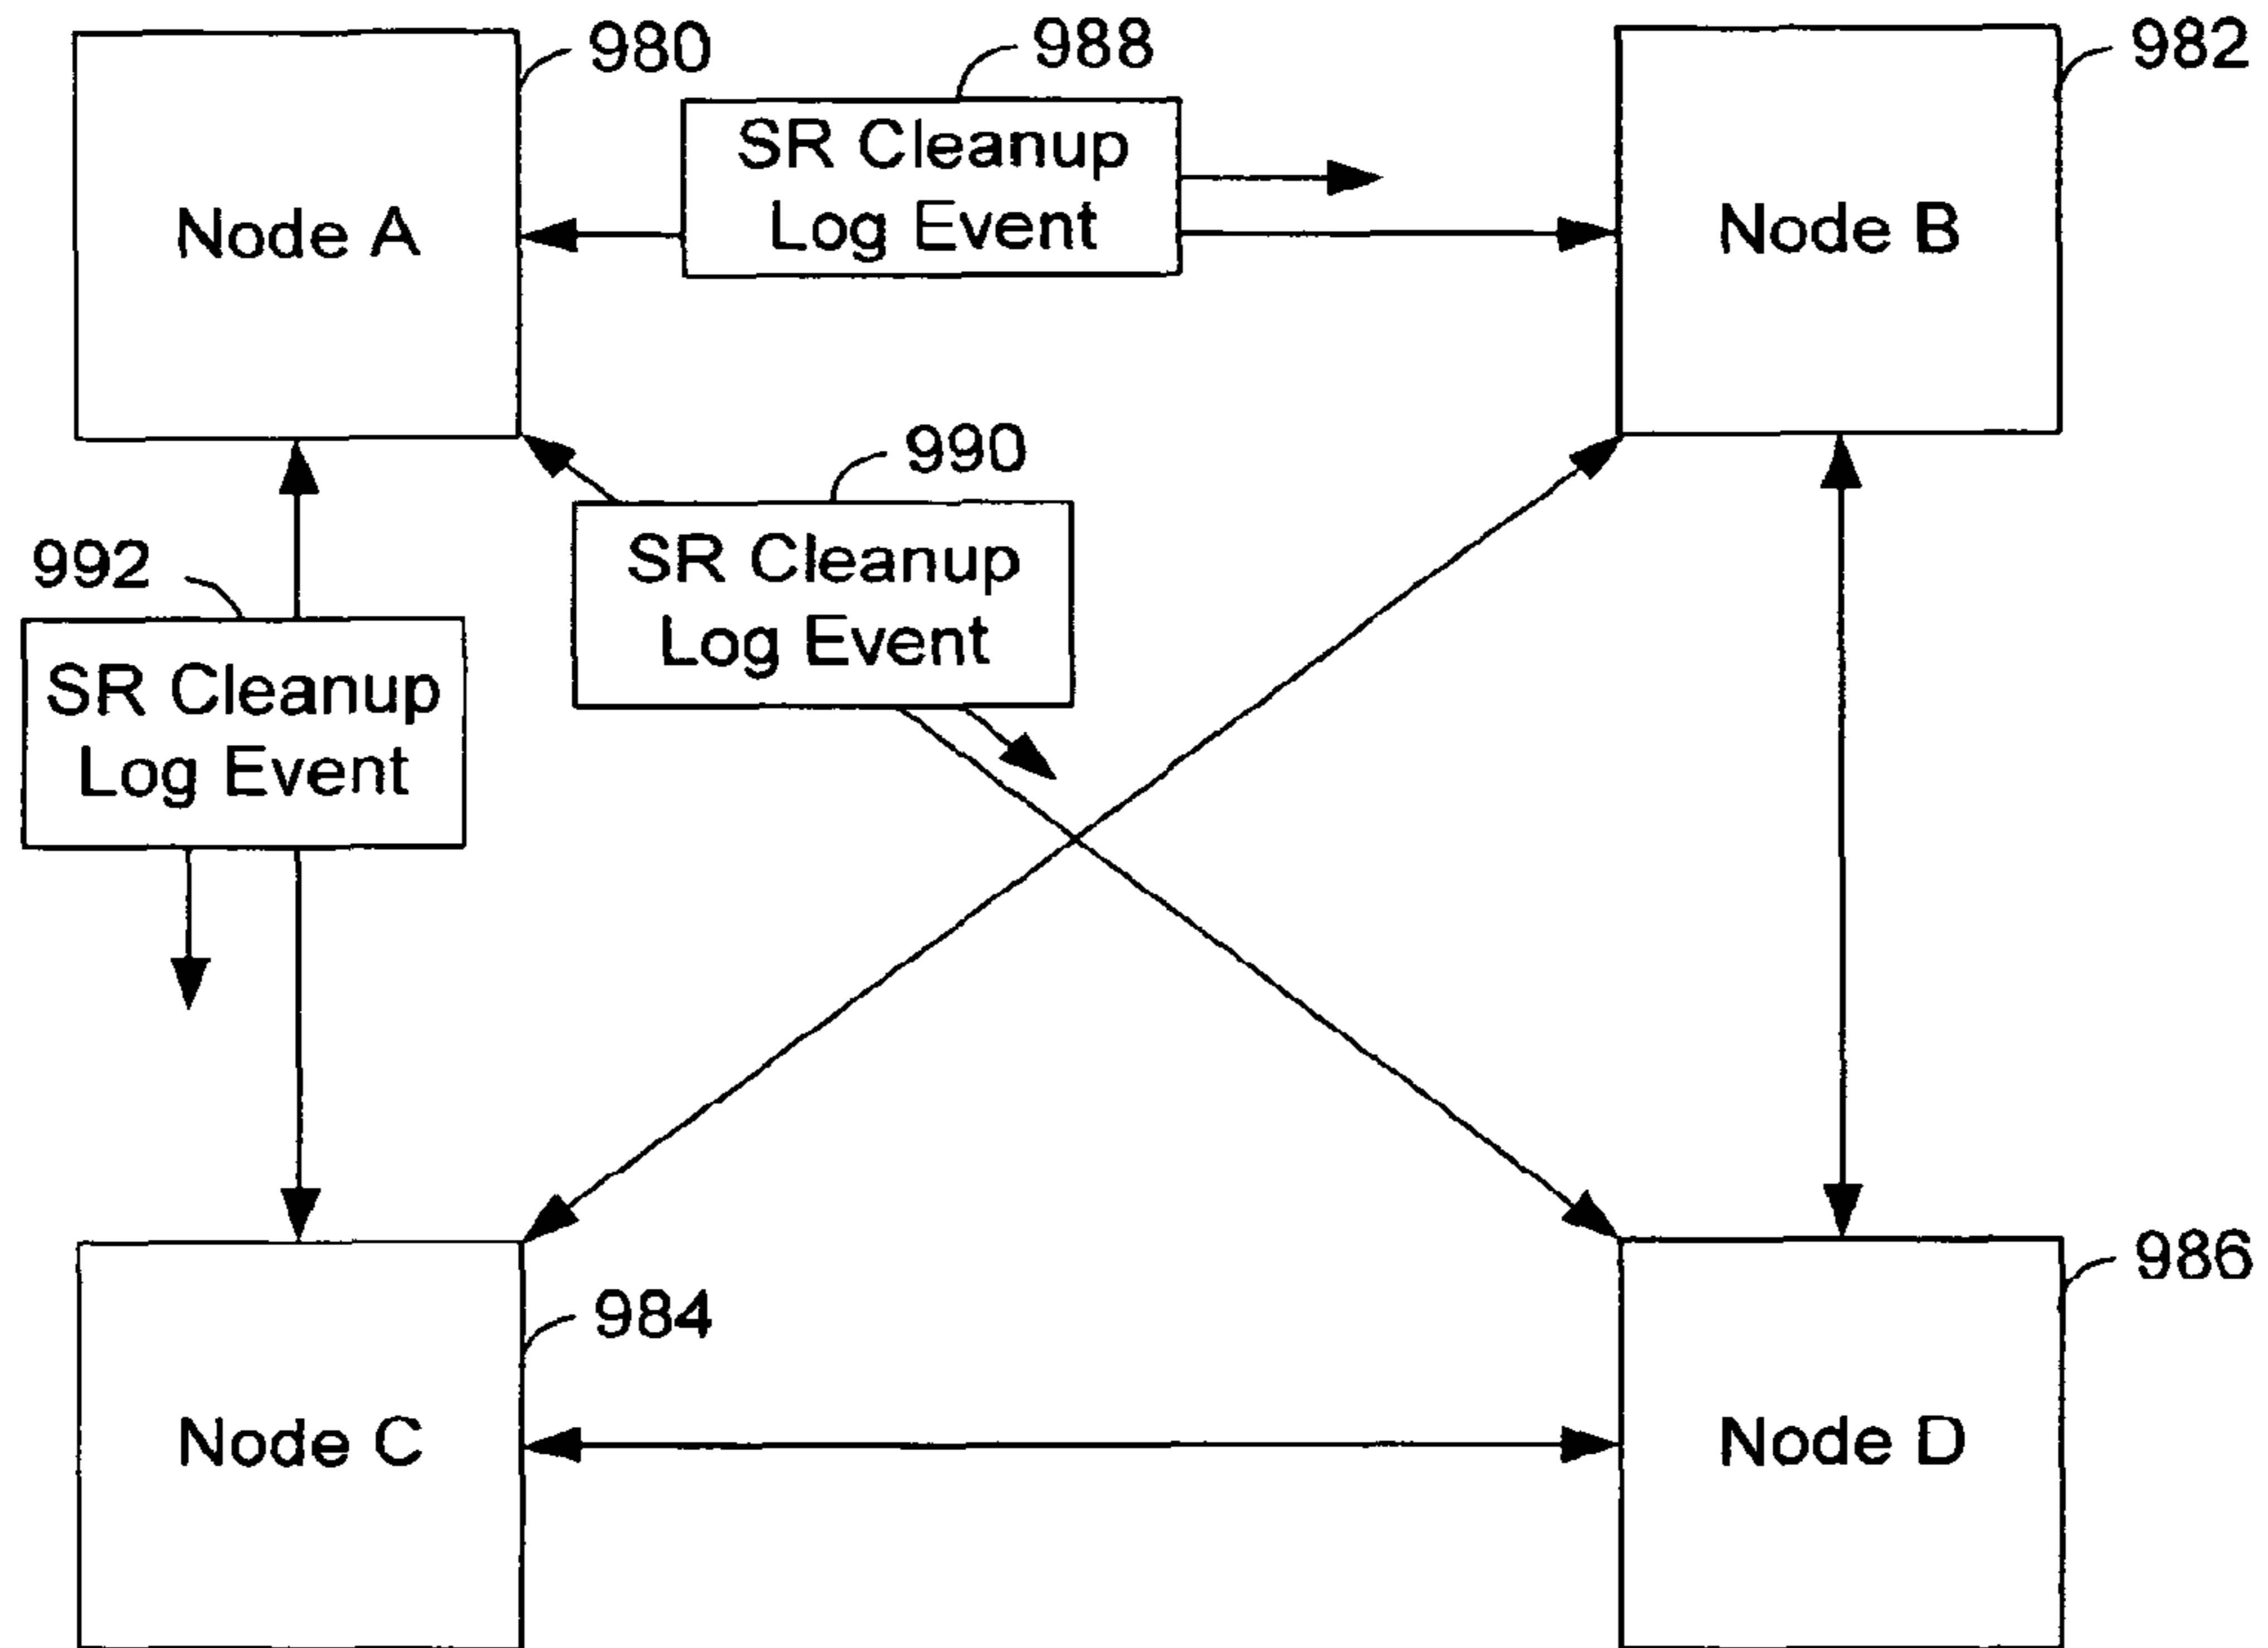 980
988
982
SR Cleanup
Log Event
Node A
Node B
990
992
SR Cleanup
Log Event
SR Cleanup
Log Event
984
986
Node C
Node D